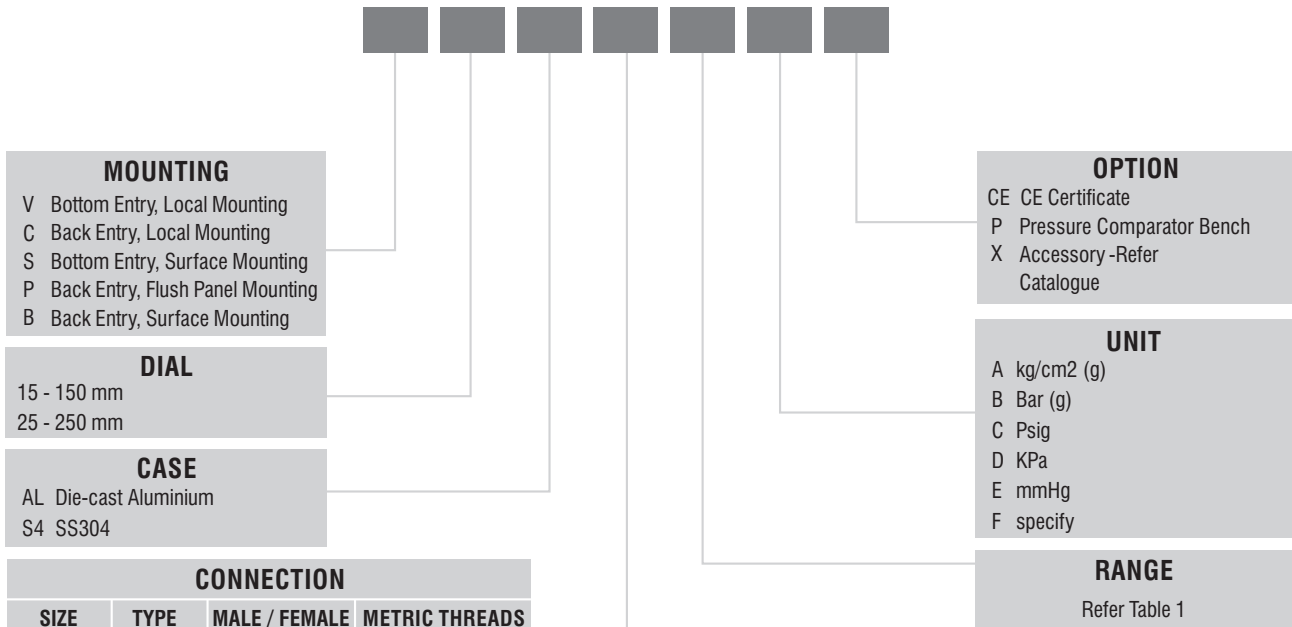 MOUNTING
V Bottom Entry, Local Mounting
C Back Entry, Local Mounting
S Bottom Entry, Surface Mounting
P Back Entry, Flush Panel Mounting
B Back Entry, Surface Mounting
DIAL
15 - 150 mm
25 - 250 mm
CASE
AL Die-cast Aluminium
S4 SS304
CONNECTION
SIZE TYPE MALE / FEMALE METRIC THREADS
OPTION
CE CE Certificate
P Pressure Comparator Bench
X Accessory -Refer
Catalogue
UNIT
A kg/cm2 (g)
B Bar (g)
C Psig
D KPa
E mmHg
F specify
RANGE
Refer Table 1